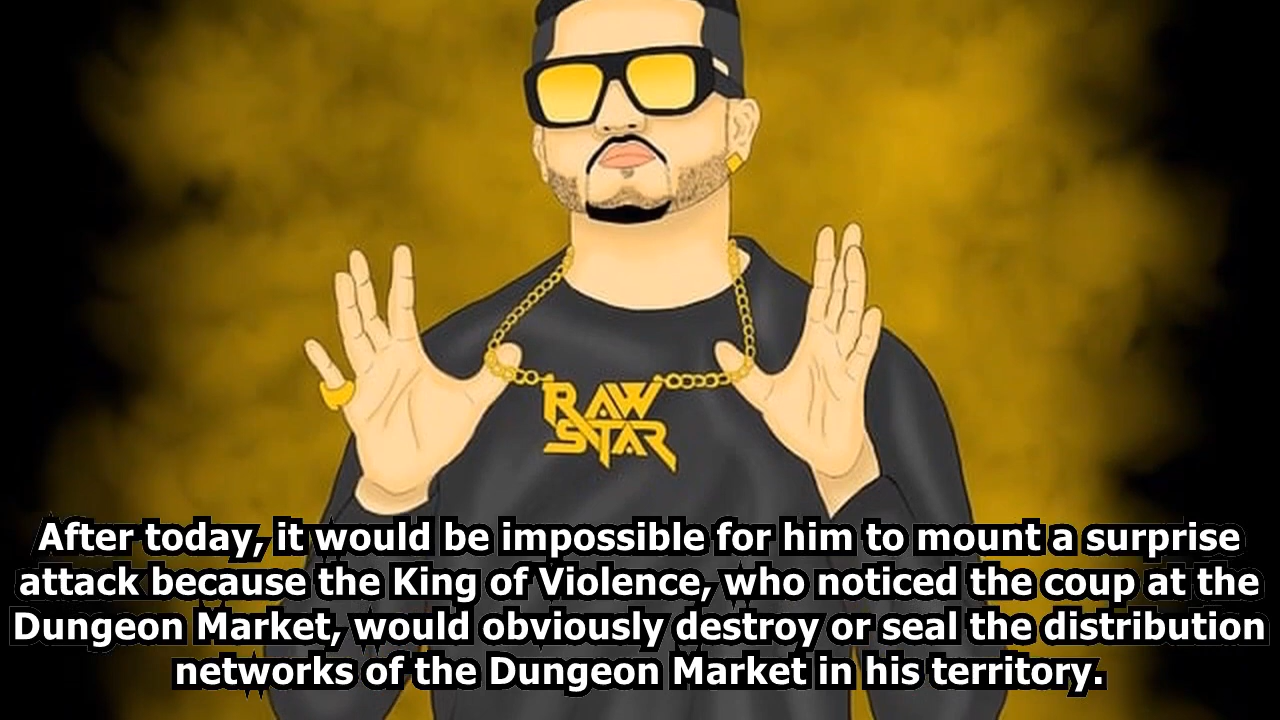 RAW
STAR
After today, it would be impossible for him to mount a surprise
attack because the King of Violence, who noticed the coup at the
Dungeon Market, would obviously destroy or seal the distribution
networks of the Dungeon Market in his territory.